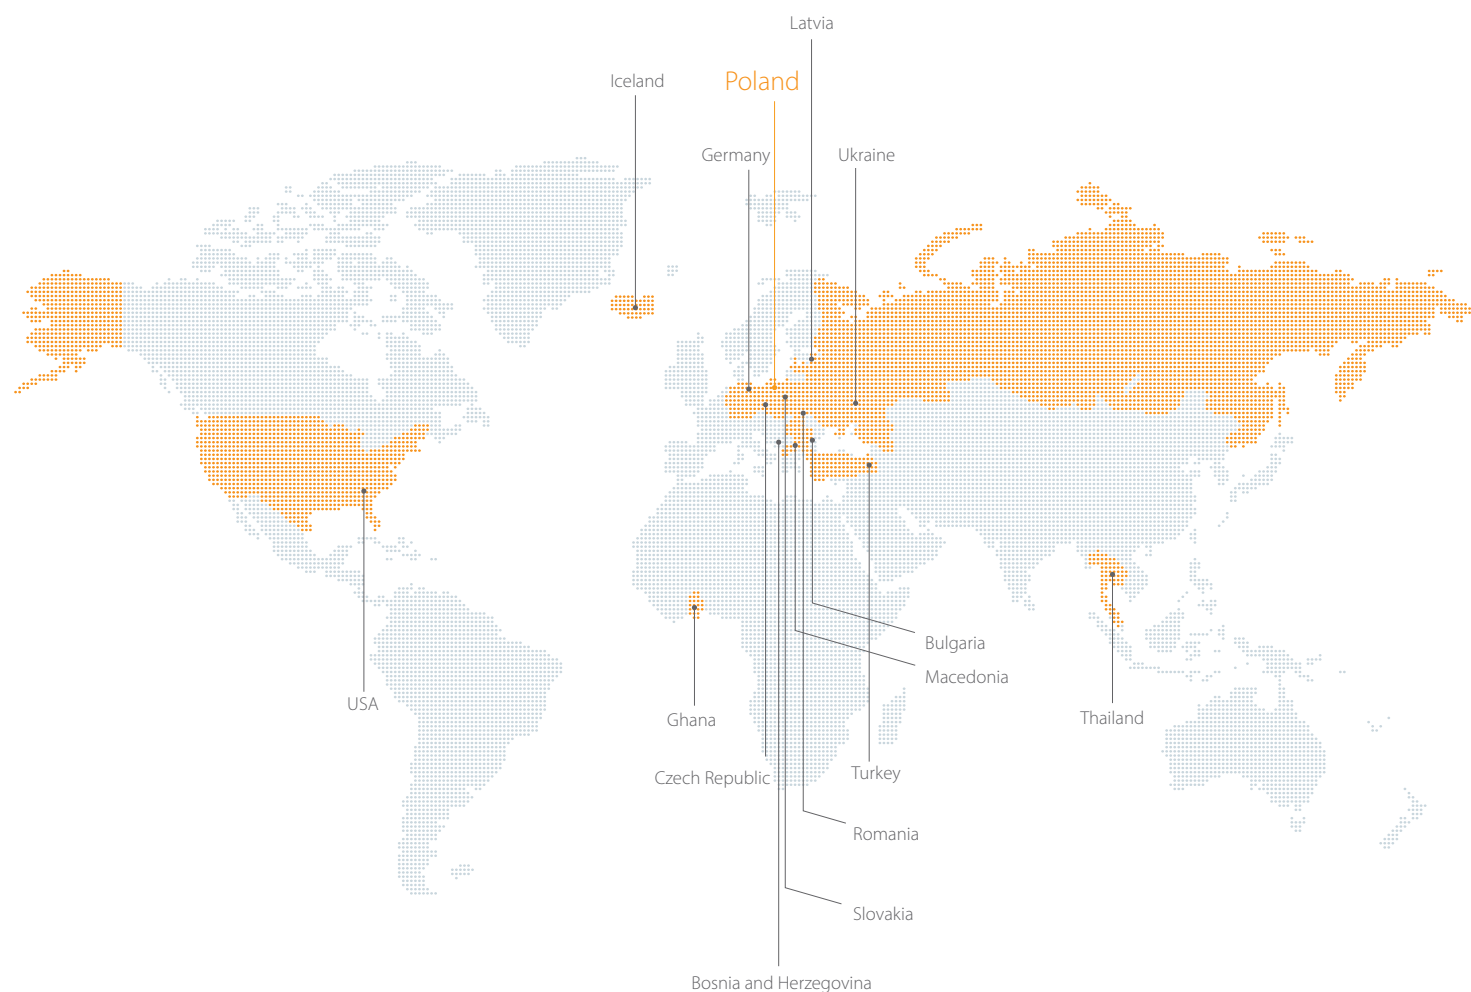 Latvia
Iceland
Poland
Germany
Ukraine
Bulgaria
Macedonia
USA
Ghana
Thailand
Czech Republic
Turkey
Romania
Slovakia
Bosnia and Herzegovina